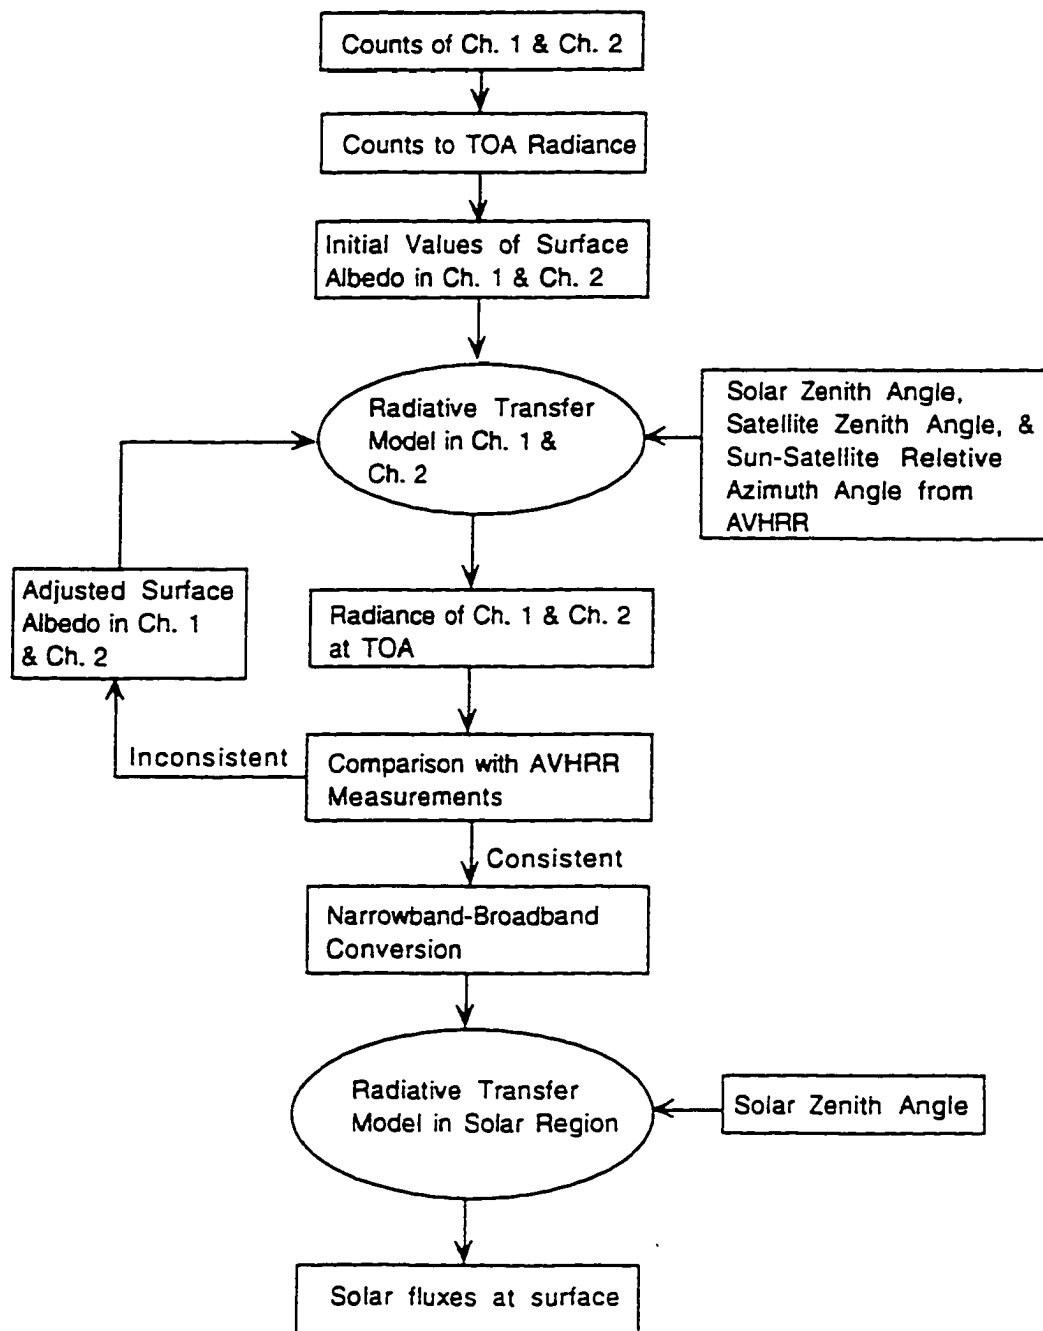 Counts of Ch. 1 & Ch. 2
Counts to TOA Radiance
Initial Values of Surface
Albedo in Ch. 1 & Ch. 2
Radiative Transfer
Model in Ch. 1 &
Ch. 2
Solar Zenith Angle,
Satellite Zenith Angle, &
Sun-Satellite Reletive
Azimuth Angle from
AVHRR
Adjusted Surface
Albedo in Ch. 1
& Ch. 2
Radiance of Ch. 1 & Ch. 2
at TOA
Inconsistent
Comparison with AVHRR
Measurements
Consistent
Narrowband-Broadband
Conversion
Radiative Transfer
Model in Solar Region
Solar Zenith Angle
Solar fluxes at surface